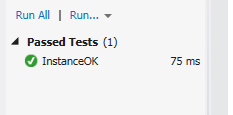 Run All | Run...
Passed Tests (1)
InstanceOK 75 ms